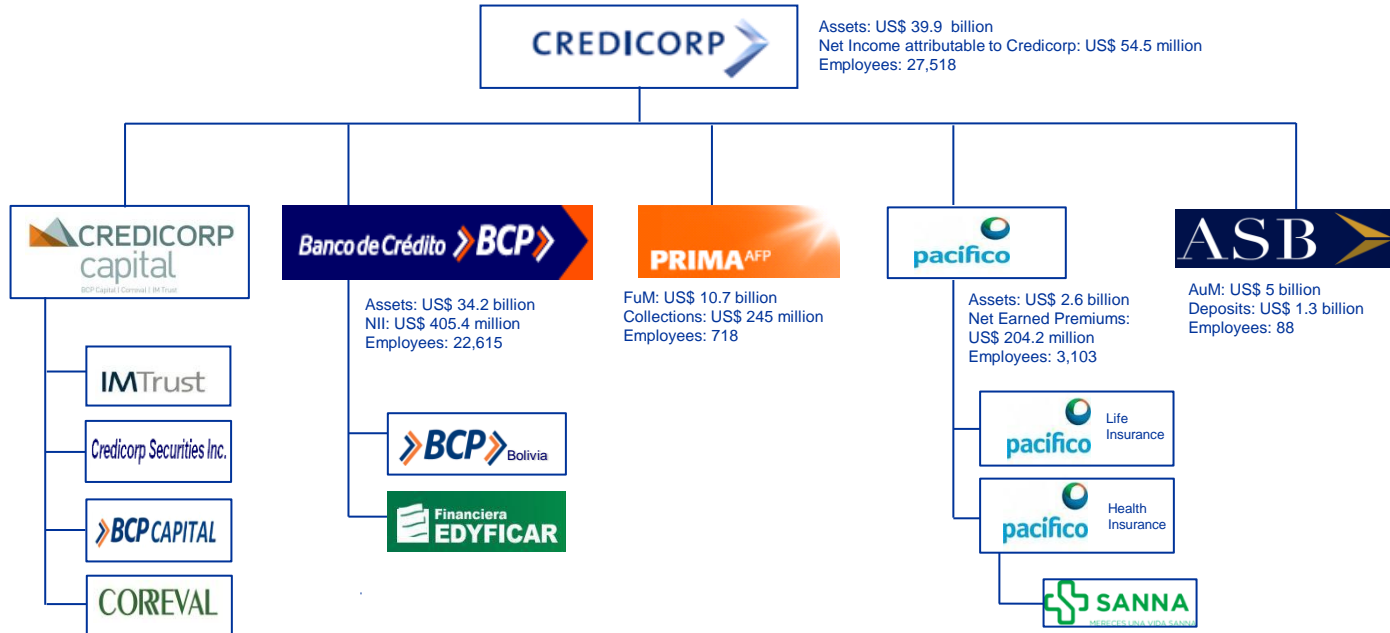 CREDICORP
Assets: US$ 39.9 billion
Net Income attributable to Credicorp: US$ 54.5 million
Employees: 27,518
CREDICORP
capital
BCP Capital | Correval | IM Trust
Banco de Crédito BCP
PRIMA AFP
pacifico
ASB
Assets: US$ 34.2 billion
NII: US$ 405.4 million
Employees: 22,615
FuM: US$ 10.7 billion
Collections: US$ 245 million
Employees: 718
Assets: US$ 2.6 billion
Net Earned Premiums:
US$ 204.2 million
Employees: 3,103
AuM: US$ 5 billion
Deposits: US$ 1.3 billion
Employees: 88
IMTrust
Credicorp Securities Inc.
BCP CAPITAL
CORREVAL
BCP Bolivia
Financiera
EDYFICAR
pacifico
Life
Insurance
pacifico
Health
Insurance
SANNA
MERECES UNA VIDA SANNA